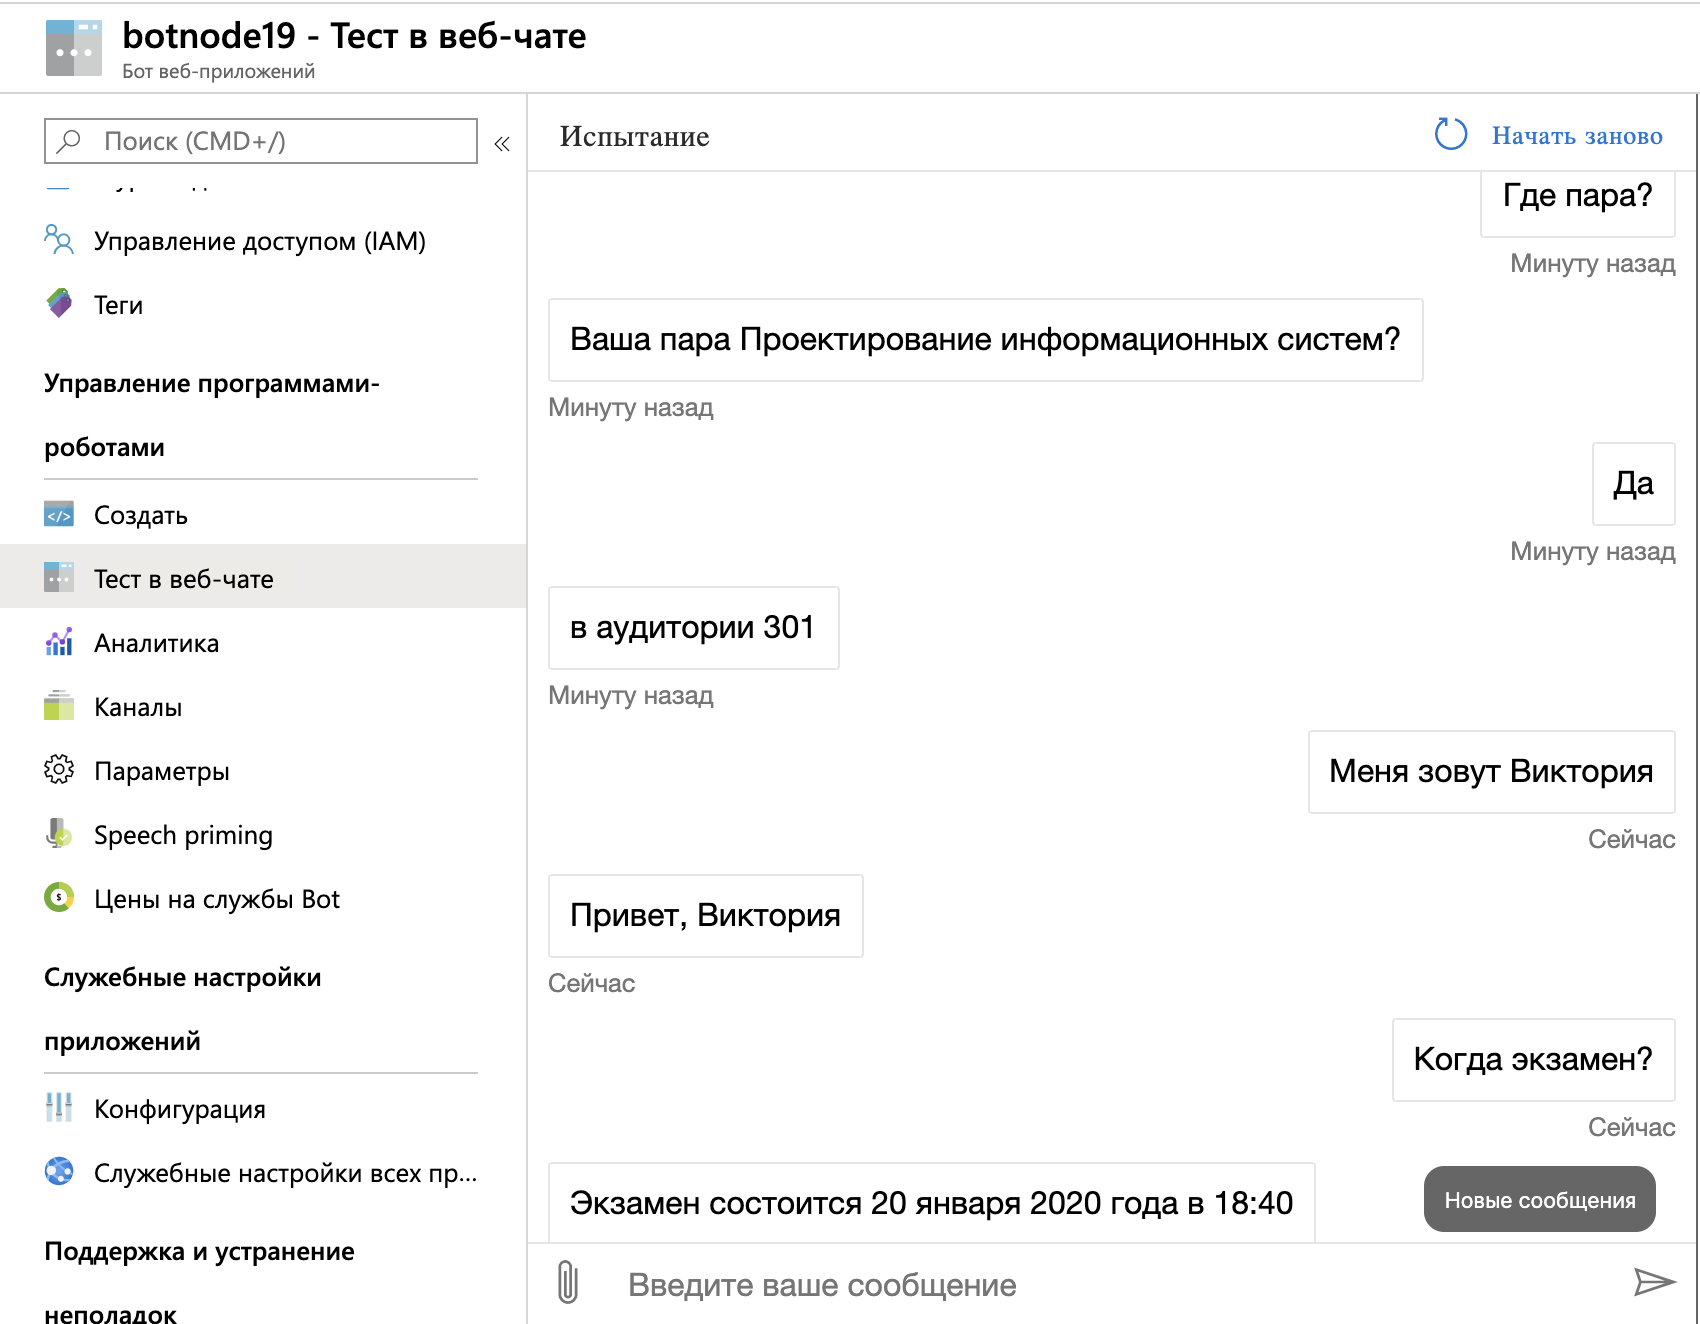 botnode19 - Тест в веб-чате
Бот веб-приложений
Поиск (CMD+/)
«
Управление доступом (IAM)
Теги
Управление программами-
роботами
Создать
Тест в веб-чате
Аналитика
Каналы
Параметры
Speech priming
Цены на службы Bot
Служебные настройки
приложений
Конфигурация
Служебные настройки всех пр...
Поддержка и устранение
неполадок
Испытание
Начать заново
Где пара?
Минуту назад
Ваша пара Проектирование информационных систем?
Минуту назад
Да
Минуту назад
в аудитории 301
Минуту назад
Меня зовут Виктория
Сейчас
Привет, Виктория
Сейчас
Когда экзамен?
Сейчас
Экзамен состоится 20 января 2020 года в 18:40
Новые сообщения
Введите ваше сообщение